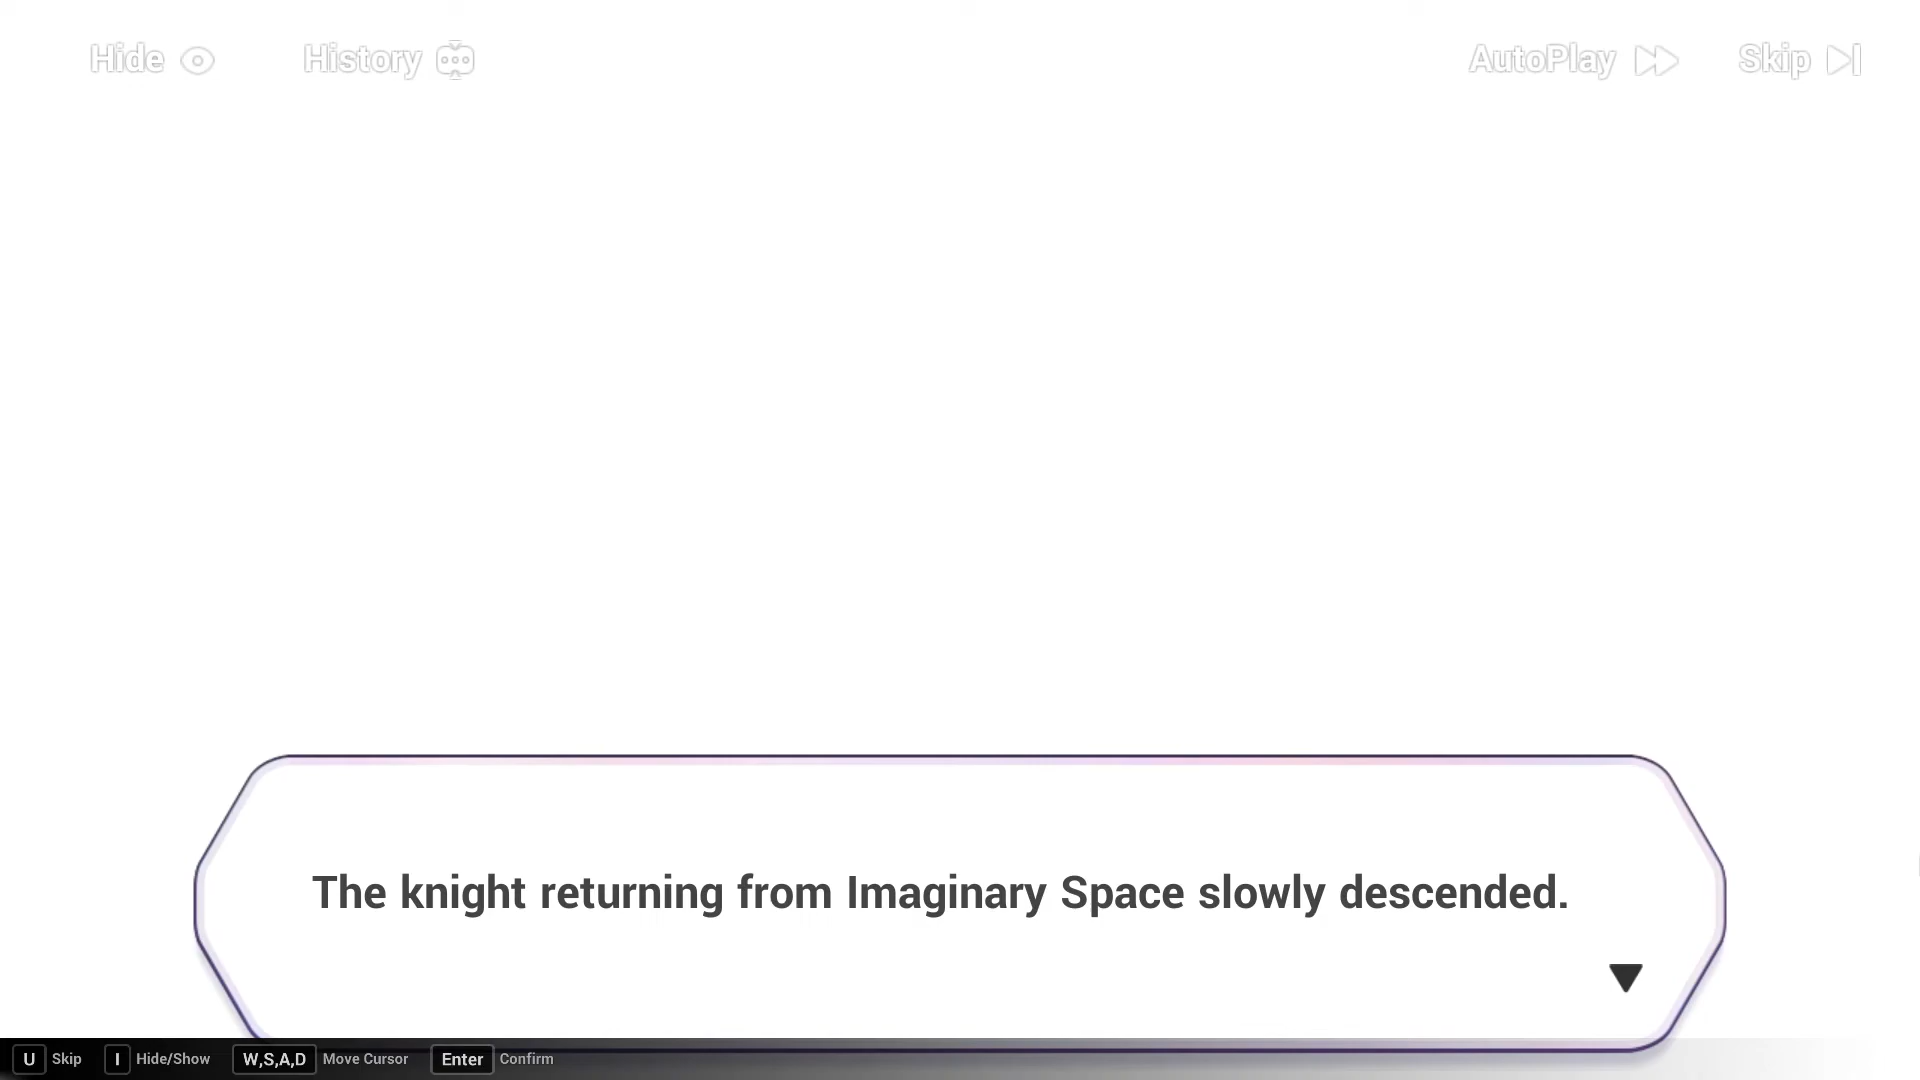 Hide
History
AutoPlay
Skip
The knight returning from Imaginary Space slowly descended.
U Skip I Hide/Show W,S,A,D Move Cursor Enter Confirm